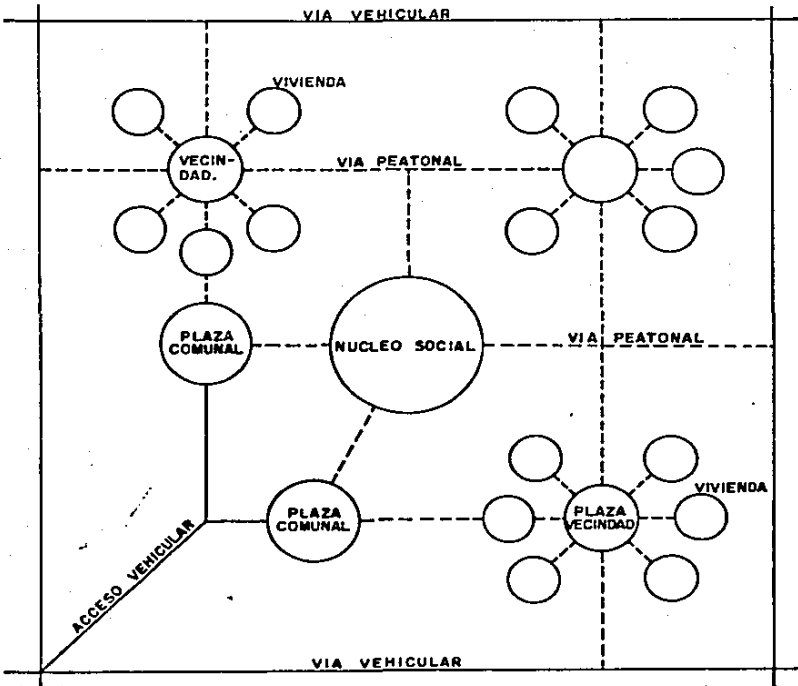 VIA VEHICULAR
VIVIENDA
VECIN-
DAD.
VIA PEATONAL
PLAZA
COMUNAL
NUCLEO SOCIAL
VIA PEATONAL
VIVIENDA
PLAZA
COMUNAL
PLAZA
VECINDAD
ACCESO VEHICULAR
VIA VEHICULAR